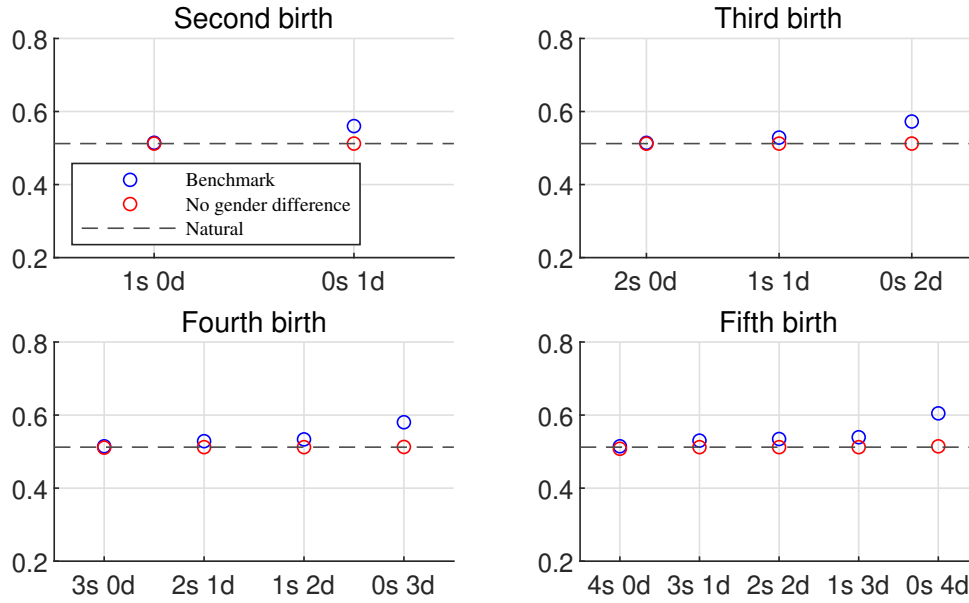 Second birth
0.8
0.6
0.4
0.2
Benchmark
No gender difference
Natural
1s 0d 0s 1d
Third birth
0.8
0.6
0.4
0.2
2s 0d 1s 1d 0s 2d
Fourth birth
0.8
0.6
0.4
0.2
3s 0d 2s 1d 1s 2d 0s 3d
Fifth birth
0.8
0.6
0.4
0.2
4s 0d 3s 1d 2s 2d 1s 3d 0s 4d